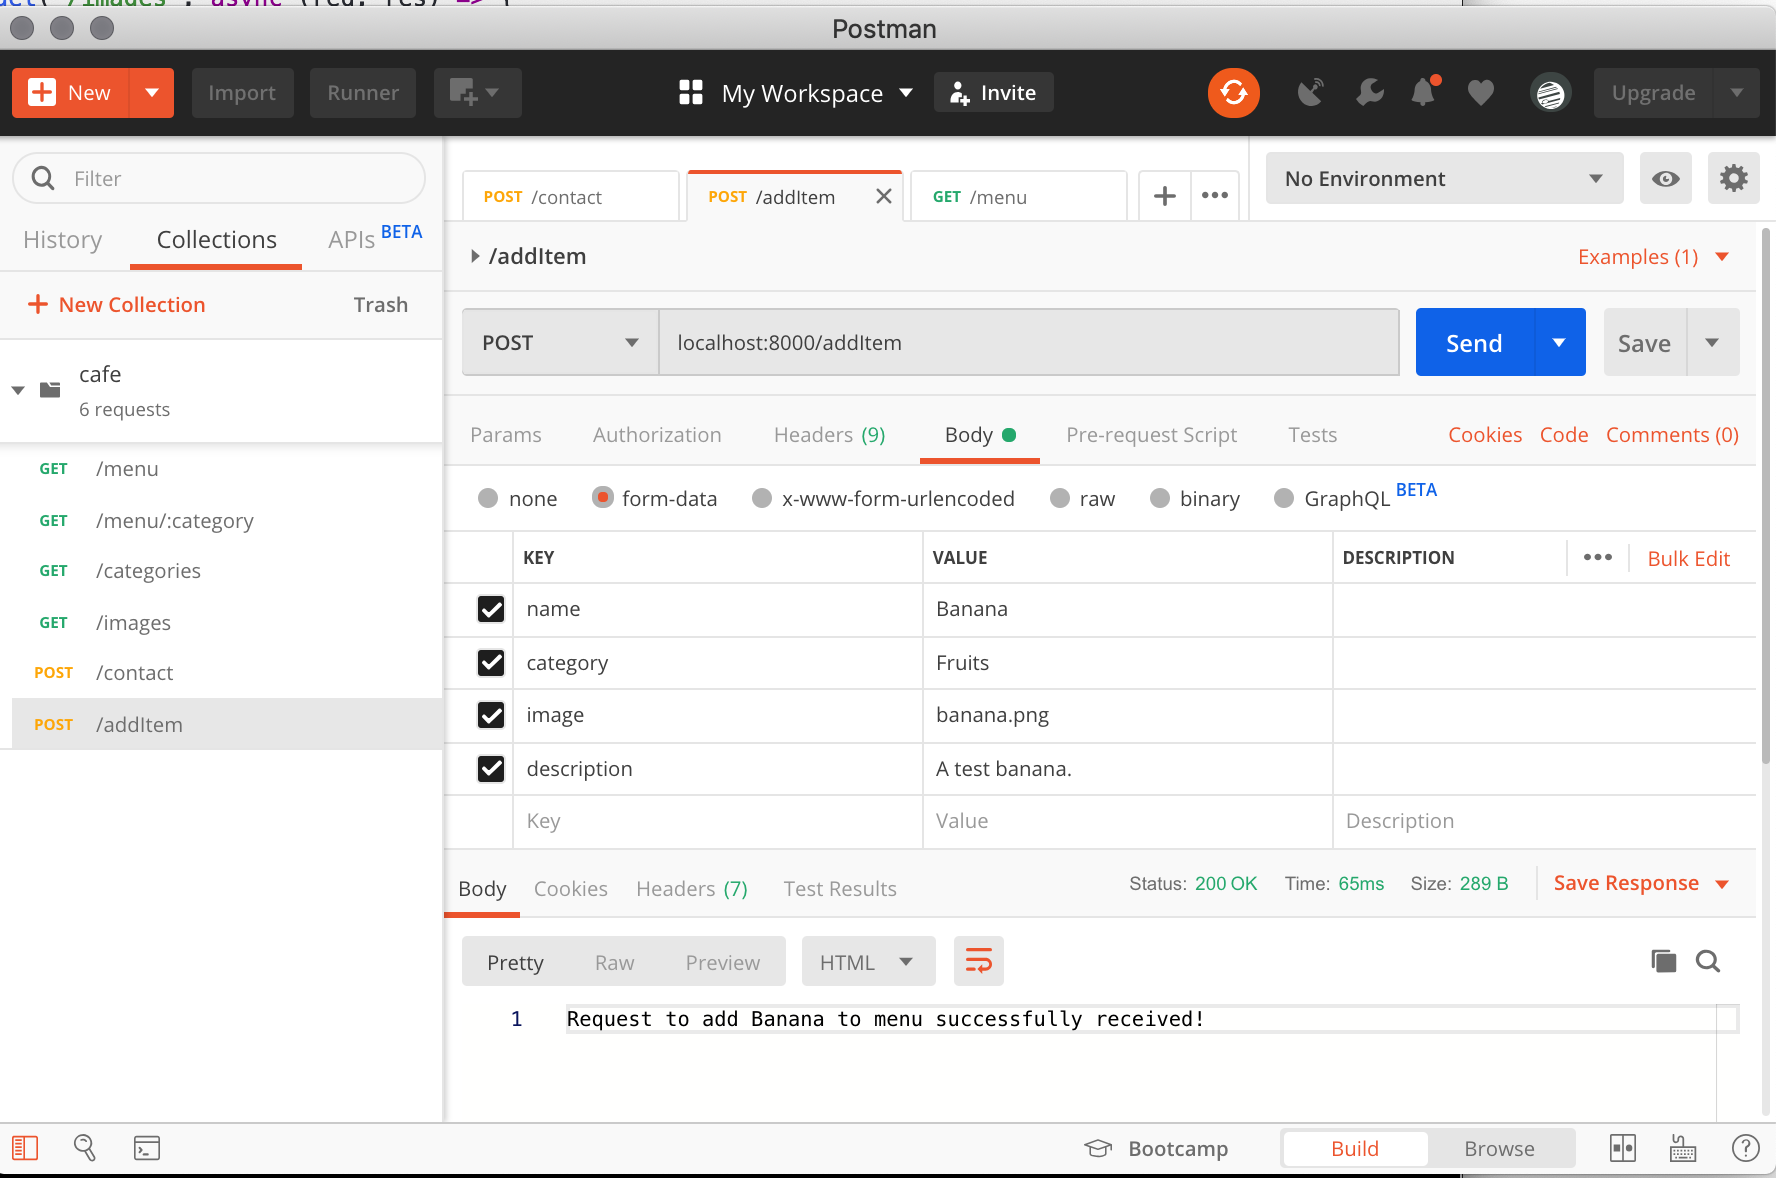 Postman
New
Import
Runner
My Workspace
Invite
Upgrade
Filter
History
Collections
APIs BETA
New Collection
Trash
cafe
6 requests
GET /menu
GET /menu/:category
GET /categories
GET /images
POST /contact
POST /addItem
POST /contact
POST /addItem
GET /menu
No Environment
/addItem
Examples (1)
POST
localhost:8000/addItem
Send
Save
Params
Authorization
Headers (9)
Body
Pre-request Script
Tests
Cookies
Code
Comments (0)
none
form-data
x-www-form-urlencoded
raw
binary
GraphQL BETA
KEY VALUE DESCRIPTION
Bulk Edit
name Banana
category Fruits
image banana.png
description A test banana.
Key Value Description
Body
Cookies
Headers (7)
Test Results
Status: 200 OK
Time: 65ms
Size: 289 B
Save Response
Pretty
Raw
Preview
HTML
1 Request to add Banana to menu successfully received!
Bootcamp
Build
Browse